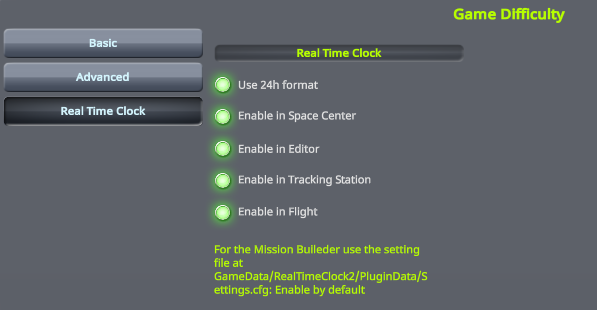 Game Difficulty
Basic
Advanced
Real Time Clock
Real Time Clock
Use 24h format
Enable in Space Center
Enable in Editor
Enable in Tracking Station
Enable in Flight
For the Mission Buileder use the setting
file at
GameData/RealTimeClock2/PluginData/S
ettings.cfg: Enable by default